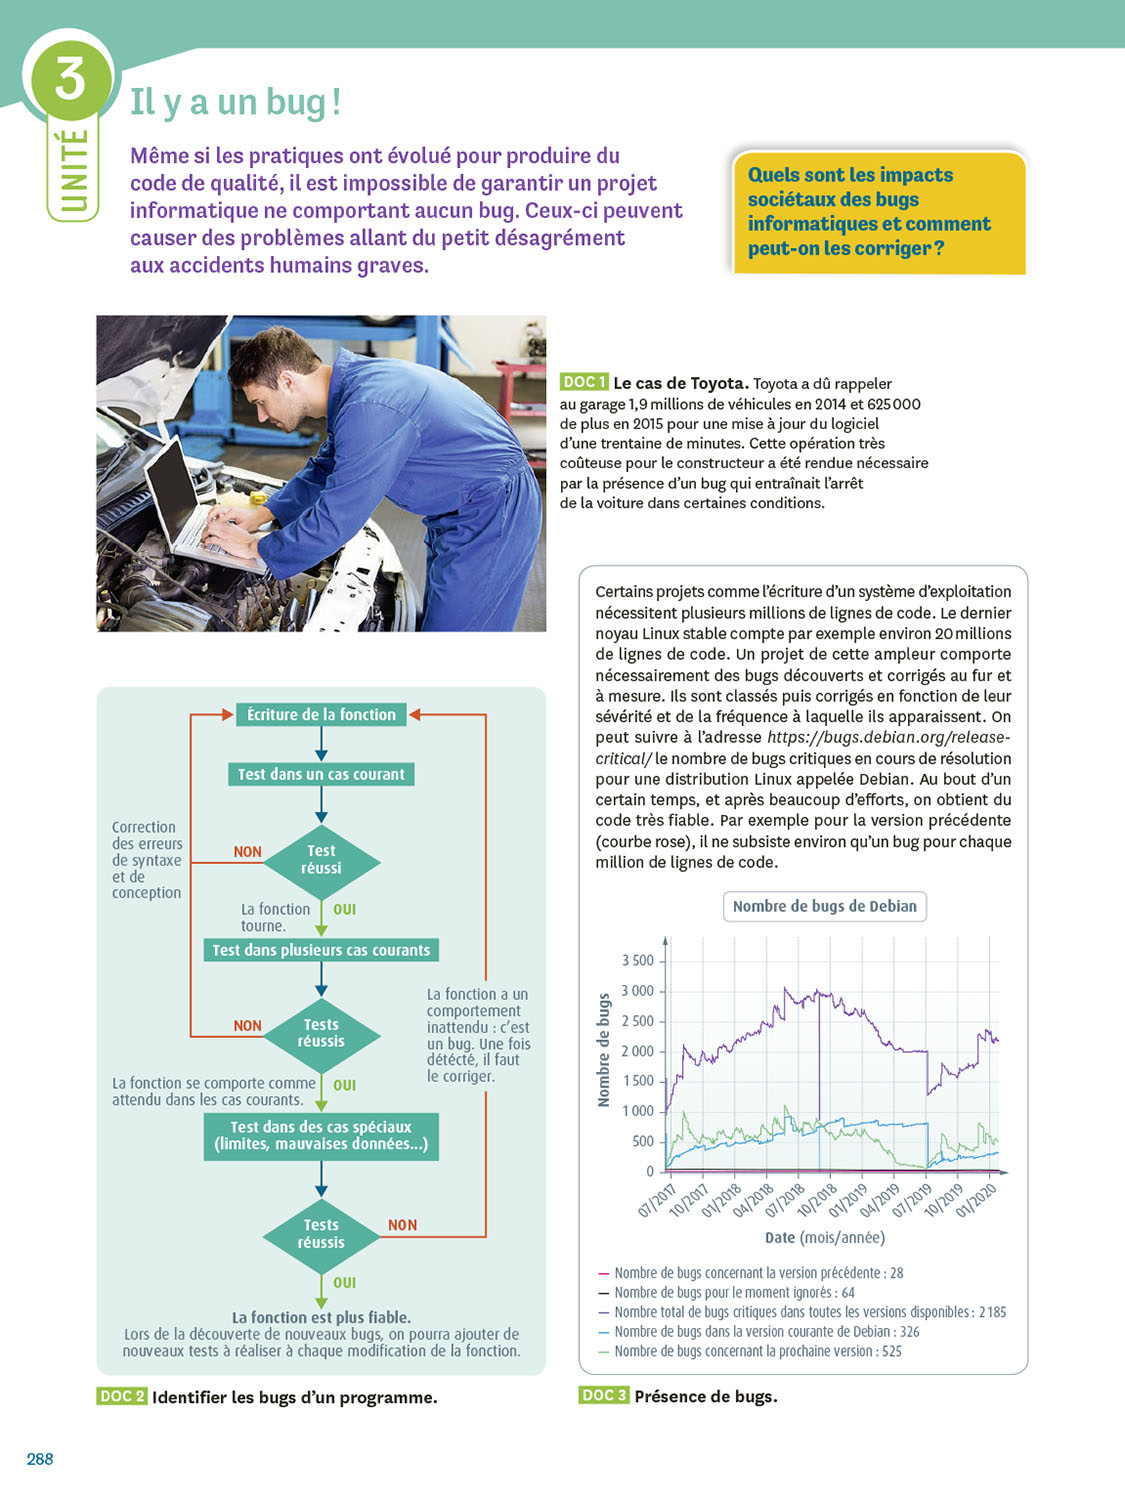 3
UNITÉ
Il y a un bug !
Même si les pratiques ont évolué pour produire du
code de qualité, il est impossible de garantir un projet
informatique ne comportant aucun bug. Ceux-ci peuvent
causer des problèmes allant du petit désagrément
aux accidents humains graves.
Quels sont les impacts
sociétaux des bugs
informatiques et comment
peut-on les corriger ?
DOC 1 Le cas de Toyota. Toyota a dû rappeler
au garage 1,9 millions de véhicules en 2014 et 625 000
de plus en 2015 pour une mise à jour du logiciel
d'une trentaine de minutes. Cette opération très
coûteuse pour le constructeur a été rendue nécessaire
par la présence d'un bug qui entraînait l'arrêt
de la voiture dans certaines conditions.
Écriture de la fonction
Test dans un cas courant
Correction
des erreurs
de syntaxe
et de
conception
NON
Test
réussi
La fonction
tourne.
OUI
Test dans plusieurs cas courants
NON
Tests
réussis
La fonction a un
comportement
inattendu : c'est
un bug. Une fois
détécté, il faut
le corriger.
La fonction se comporte comme
attendu dans les cas courants.
OUI
Test dans des cas spéciaux
(limites, mauvaises données...)
Tests
réussis
NON
OUI
La fonction est plus fiable.
Lors de la découverte de nouveaux bugs, on pourra ajouter de
nouveaux tests à réaliser à chaque modification de la fonction.
DOC 2 Identifier les bugs d'un programme.
Certains projets comme l'écriture d'un système d'exploitation
nécessitent plusieurs millions de lignes de code. Le dernier
noyau Linux stable compte par exemple environ 20 millions
de lignes de code. Un projet de cette ampleur comporte
nécessairement des bugs découverts et corrigés au fur et
à mesure. Ils sont classés puis corrigés en fonction de leur
sévérité et de la fréquence à laquelle ils apparaissent. On
peut suivre à l'adresse https://bugs.debian.org/release-
critical/ le nombre de bugs critiques en cours de résolution
pour une distribution Linux appelée Debian. Au bout d'un
certain temps, et après beaucoup d'efforts, on obtient du
code très fiable. Par exemple pour la version précédente
(courbe rose), il ne subsiste environ qu'un bug pour chaque
million de lignes de code.
Nombre de bugs de Debian
Nombre de bugs
3 500
3 000
2 500
2 000
1 500
1 000
500
0
07/2017
10/2017
01/2018
04/2018
07/2018
10/2018
01/2019
04/2019
07/2019
10/2019
01/2020
Date (mois/année)
Nombre de bugs concernant la version précédente : 28
Nombre de bugs pour le moment ignorés : 64
Nombre total de bugs critiques dans toutes les versions disponibles : 2 185
Nombre de bugs dans la version courante de Debian : 326
Nombre de bugs concernant la prochaine version : 525
DOC 3 Présence de bugs.
288